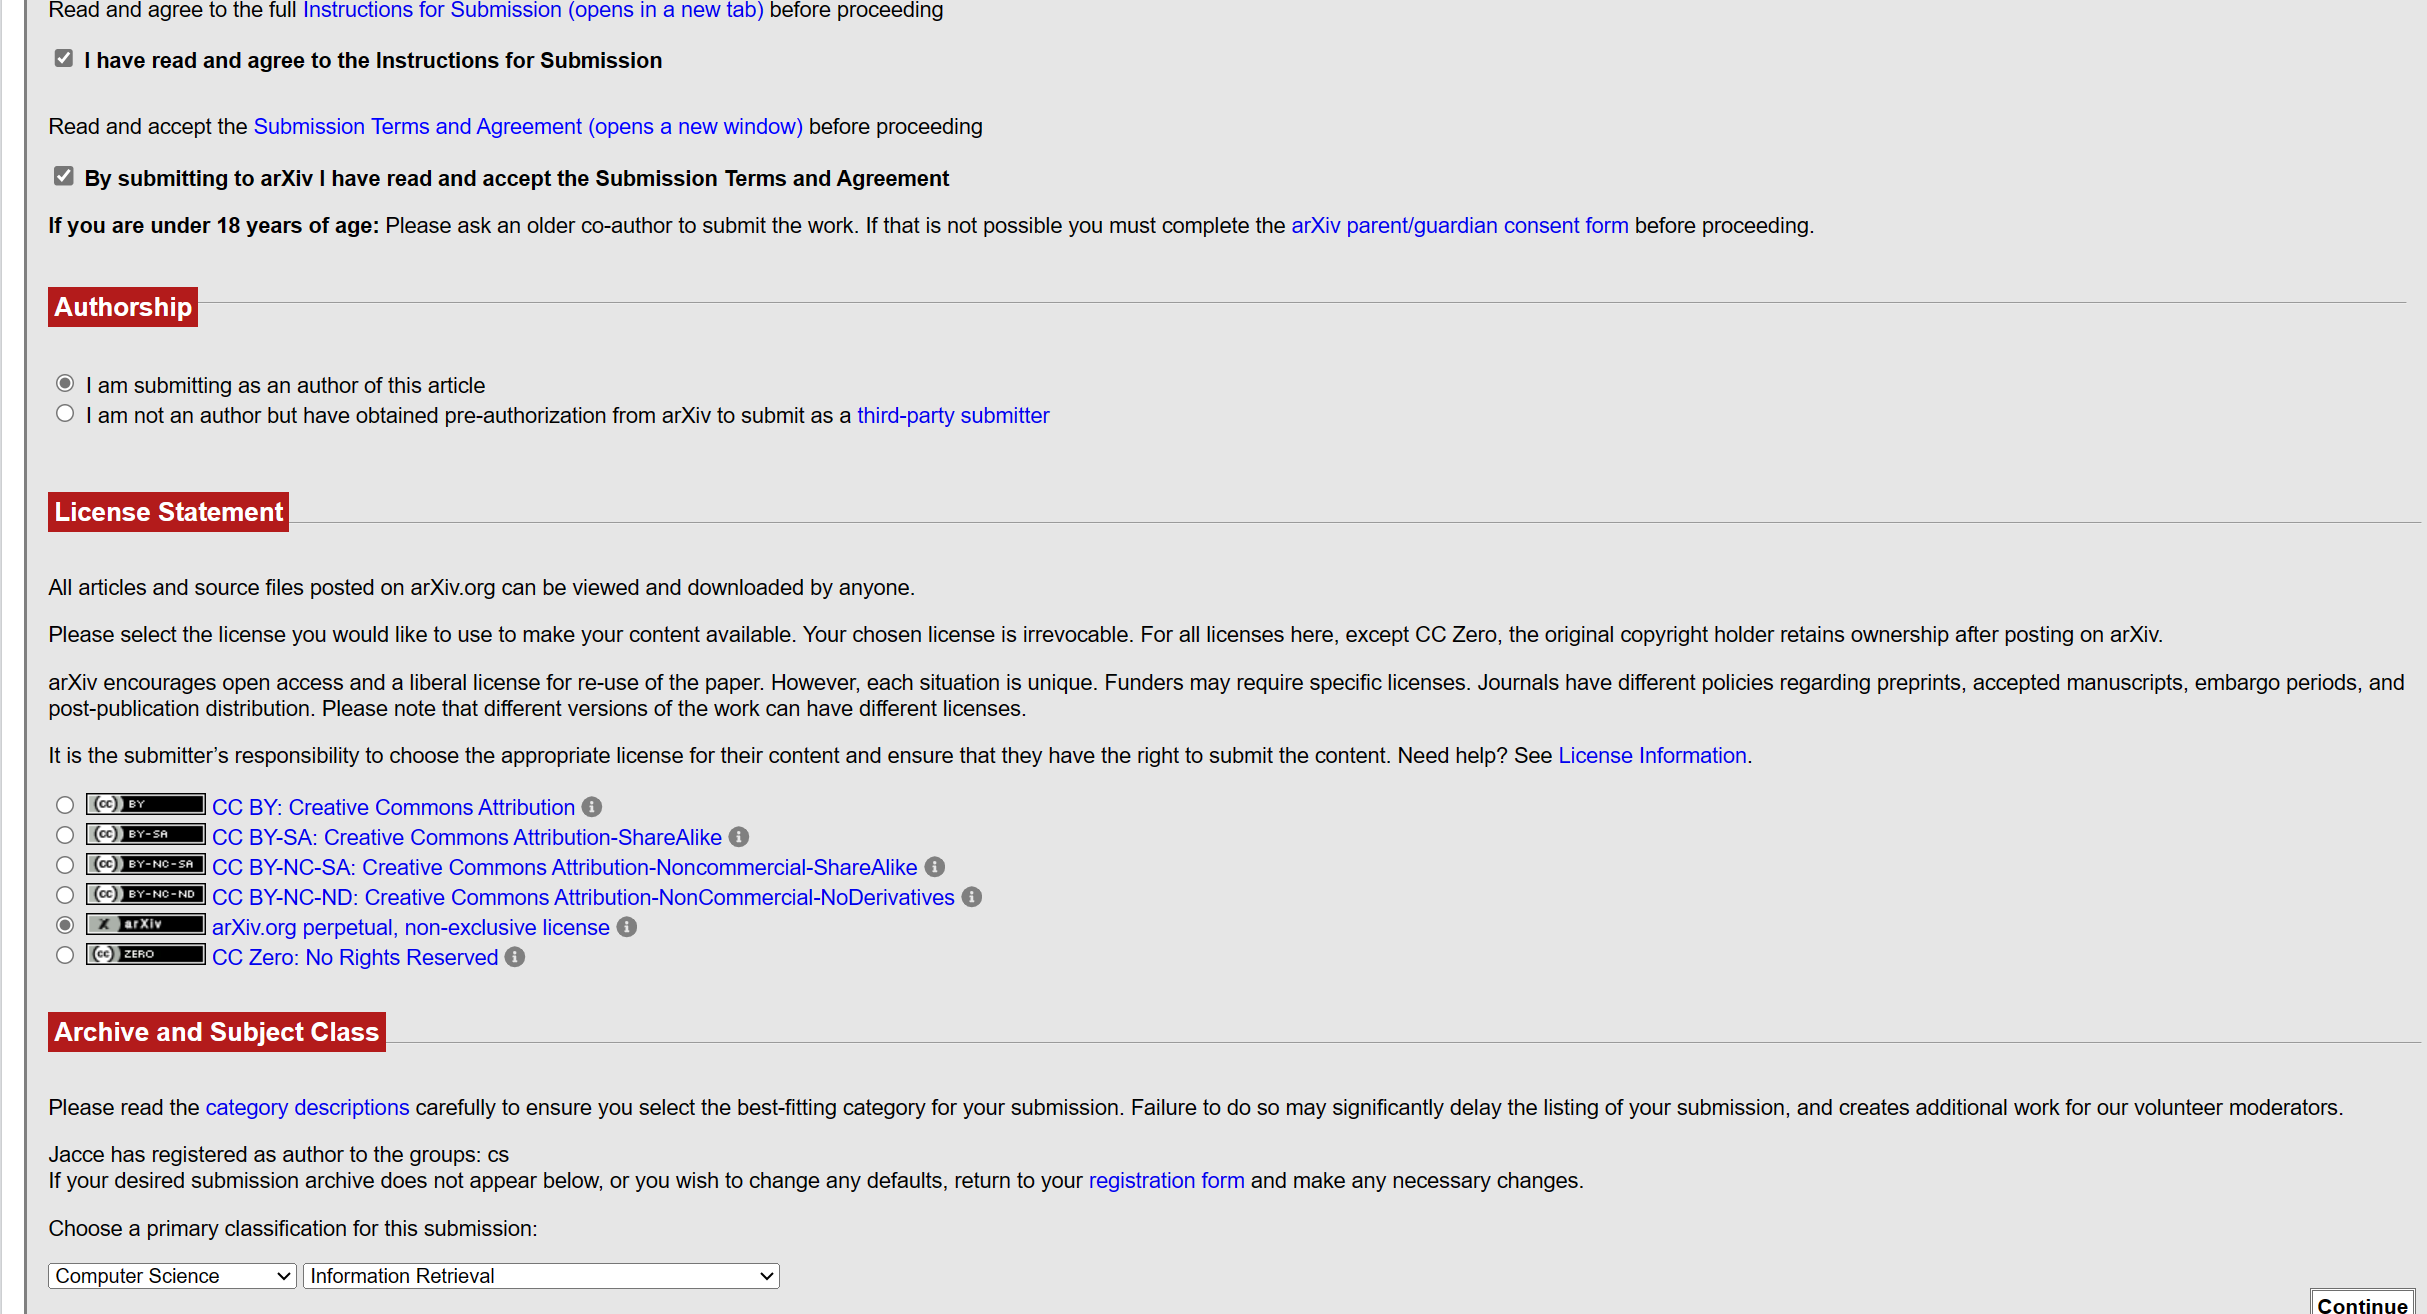 Read and agree to the full Instructions for Submission (opens in a new tab) before proceeding
I have read and agree to the Instructions for Submission
Read and accept the Submission Terms and Agreement (opens a new window) before proceeding
By submitting to arXiv I have read and accept the Submission Terms and Agreement
If you are under 18 years of age: Please ask an older co-author to submit the work. If that is not possible you must complete the arXiv parent/guardian consent form before proceeding.
Authorship
I am submitting as an author of this article
I am not an author but have obtained pre-authorization from arXiv to submit as a third-party submitter
License Statement
All articles and source files posted on arXiv.org can be viewed and downloaded by anyone.
Please select the license you would like to use to make your content available. Your chosen license is irrevocable. For all licenses here, except CC Zero, the original copyright holder retains ownership after posting on arXiv.
arXiv encourages open access and a liberal license for re-use of the paper. However, each situation is unique. Funders may require specific licenses. Journals have different policies regarding preprints, accepted manuscripts, embargo periods, and
post-publication distribution. Please note that different versions of the work can have different licenses.
It is the submitter’s responsibility to choose the appropriate license for their content and ensure that they have the right to submit the content. Need help? See License Information.
(cc) BY CC BY: Creative Commons Attribution
(cc) BY-SA CC BY-SA: Creative Commons Attribution-ShareAlike
(cc) BY-NC-SA CC BY-NC-SA: Creative Commons Attribution-Noncommercial-ShareAlike
(cc) BY-NC-ND CC BY-NC-ND: Creative Commons Attribution-NonCommercial-NoDerivatives
X arXiv arXiv.org perpetual, non-exclusive license
(cc) ZERO CC Zero: No Rights Reserved
Archive and Subject Class
Please read the category descriptions carefully to ensure you select the best-fitting category for your submission. Failure to do so may significantly delay the listing of your submission, and creates additional work for our volunteer moderators.
Jacce has registered as author to the groups: cs
If your desired submission archive does not appear below, or you wish to change any defaults, return to your registration form and make any necessary changes.
Choose a primary classification for this submission:
Computer Science Information Retrieval
Continue